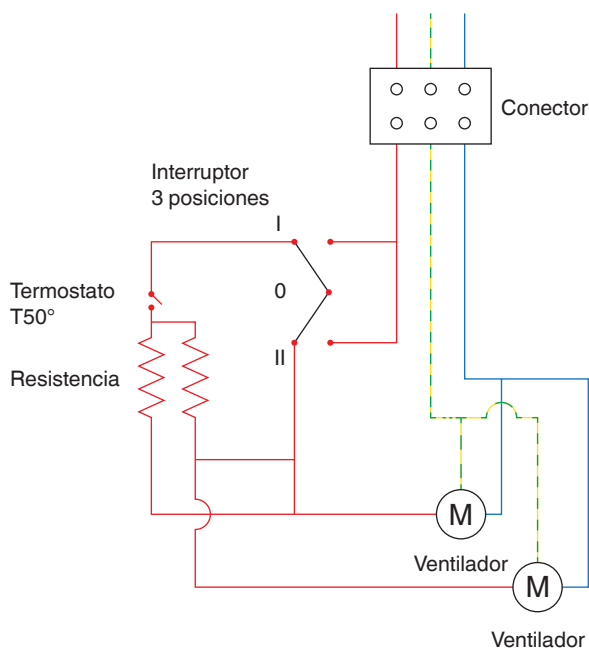 Conector
Interruptor
3 posiciones
I
Termostato
T50°
0
II
Resistencia
M
Ventilador
M
Ventilador